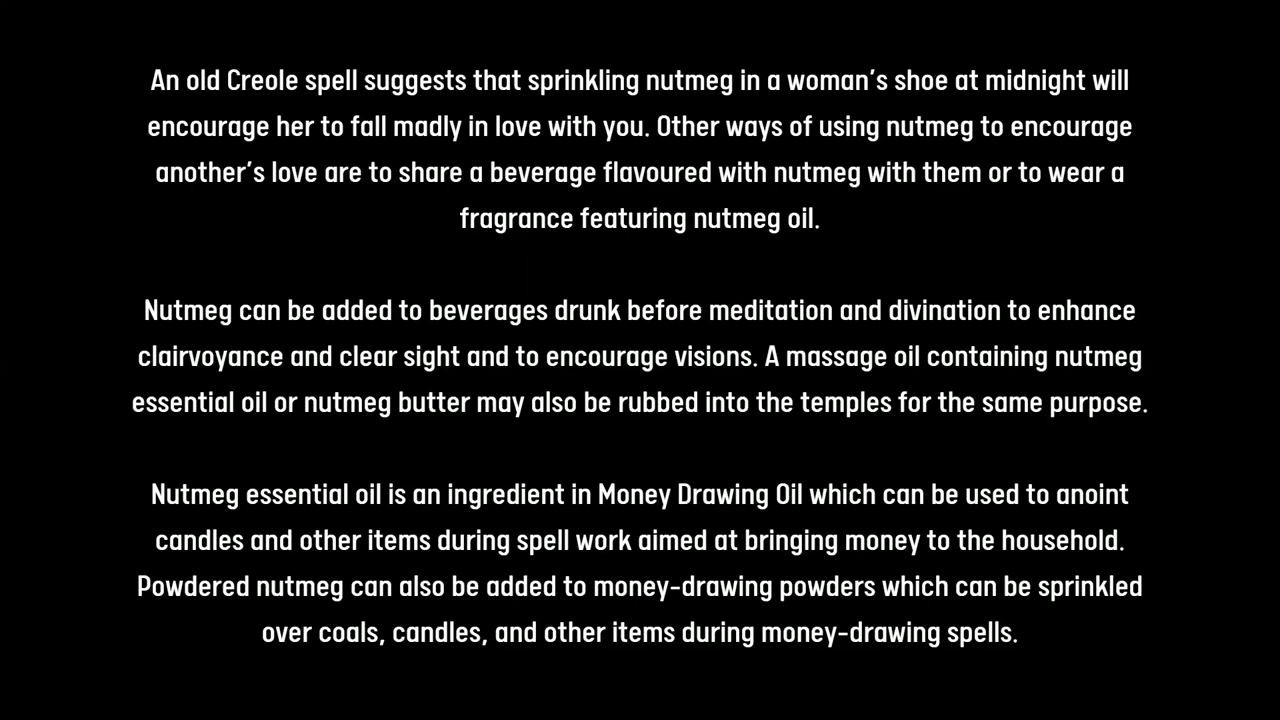 An old Creole spell suggests that sprinkling nutmeg in a woman’s shoe at midnight will
encourage her to fall madly in love with you. Other ways of using nutmeg to encourage
another’s love are to share a beverage flavoured with nutmeg with them or to wear a
fragrance featuring nutmeg oil.
Nutmeg can be added to beverages drunk before meditation and divination to enhance
clairvoyance and clear sight and to encourage visions. A massage oil containing nutmeg
essential oil or nutmeg butter may also be rubbed into the temples for the same purpose.
Nutmeg essential oil is an ingredient in Money Drawing Oil which can be used to anoint
candles and other items during spell work aimed at bringing money to the household.
Powdered nutmeg can also be added to money-drawing powders which can be sprinkled
over coals, candles, and other items during money-drawing spells.